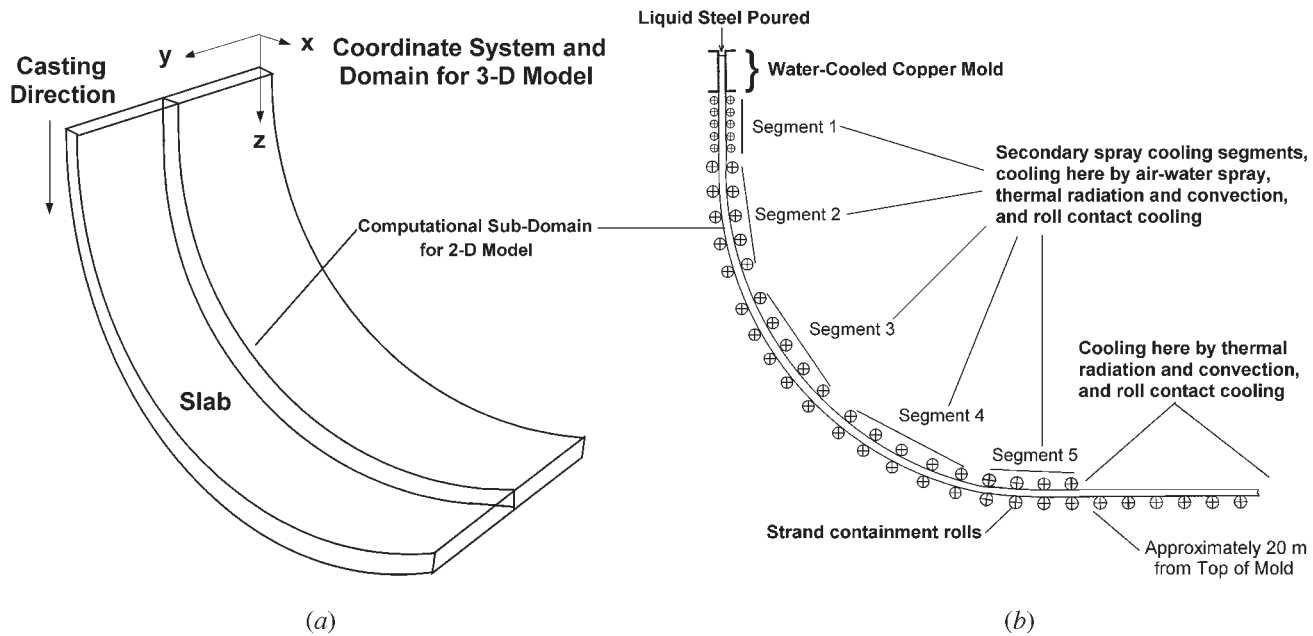 y
x
z
Coordinate System and
Domain for 3-D Model
Casting
Direction
Computational Sub-Domain
for 2-D Model
Slab
(a)
Liquid Steel Poured
Water-Cooled Copper Mold
Segment 1
Secondary spray cooling segments,
cooling here by air-water spray,
thermal radiation and convection,
and roll contact cooling
Segment 2
Segment 3
Cooling here by thermal
radiation and convection,
and roll contact cooling
Segment 4
Segment 5
Strand containment rolls
Approximately 20 m
from Top of Mold
(b)